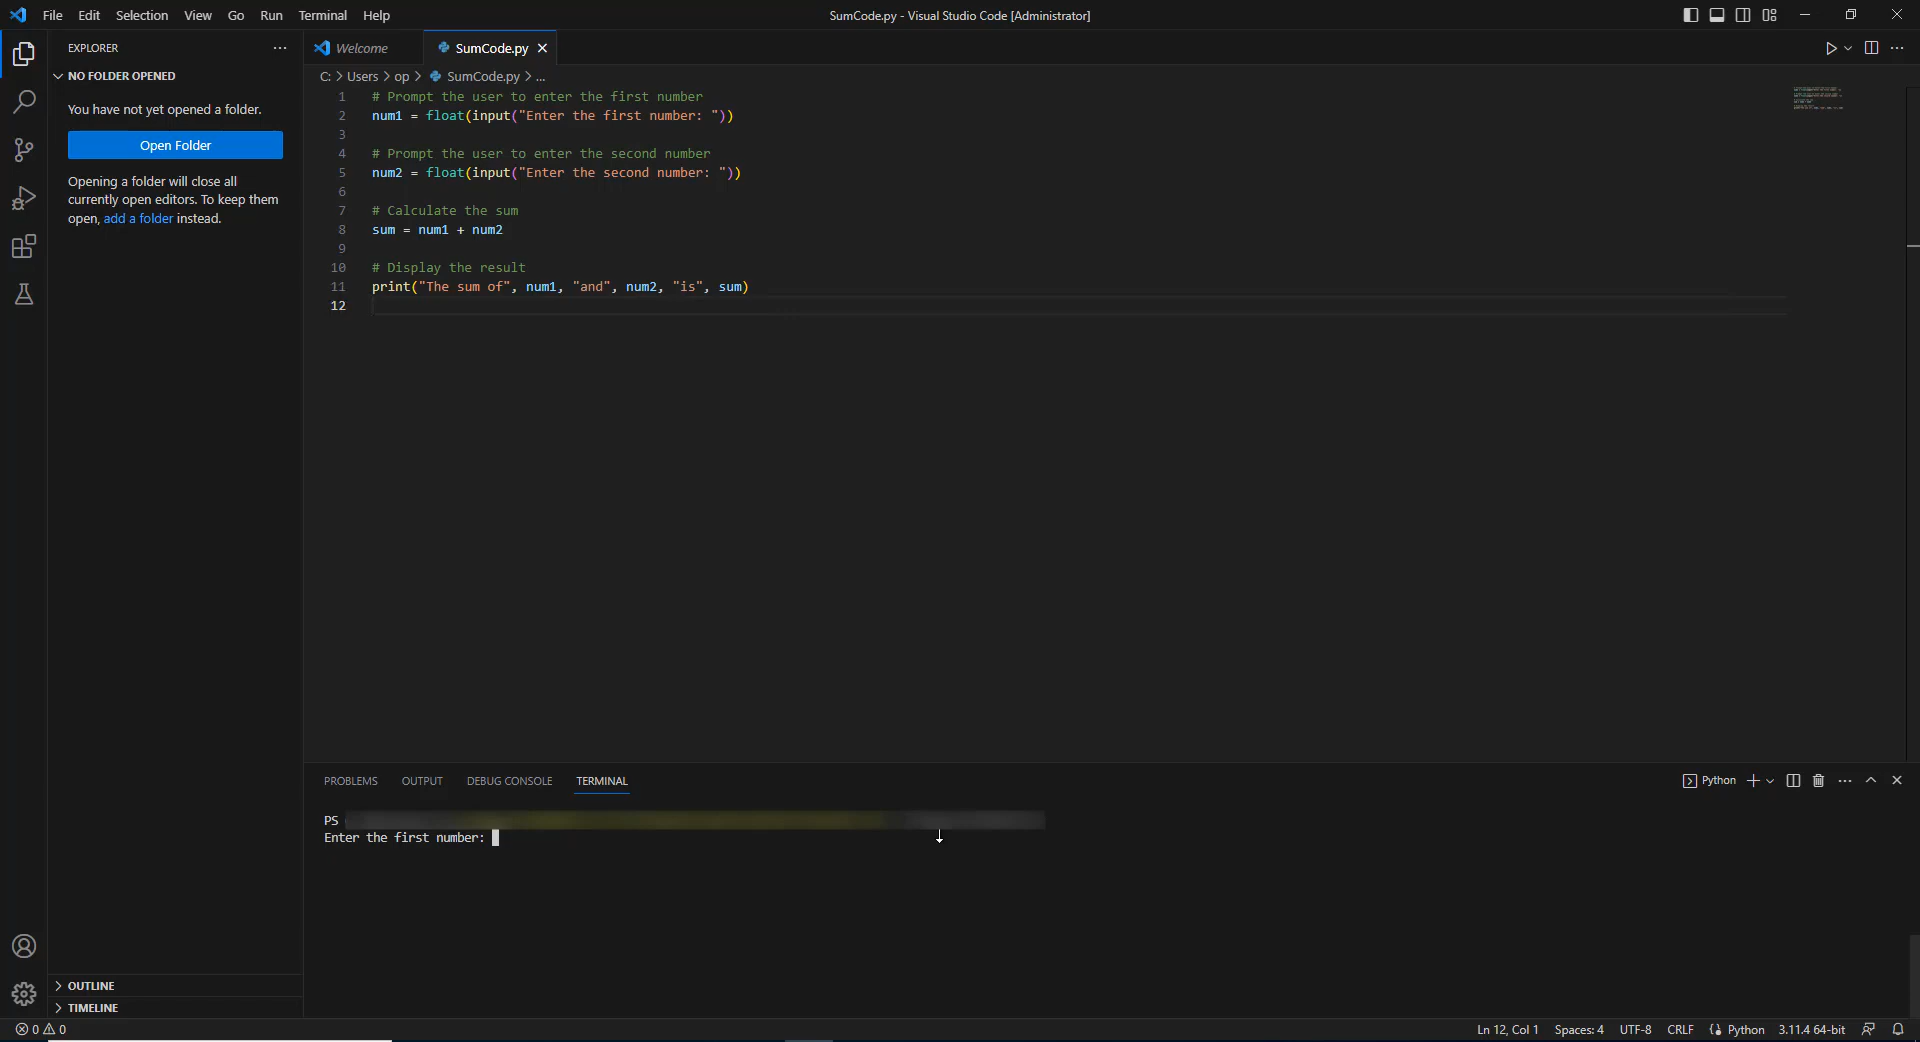 File Edit Selection View Go Run Terminal Help
SumCode.py - Visual Studio Code [Administrator]
EXPLORER
Welcome
SumCode.py
NO FOLDER OPENED
C: > Users > op > SumCode.py > ...
You have not yet opened a folder.
Open Folder
Opening a folder will close all
currently open editors. To keep them
open, add a folder instead.
1 # Prompt the user to enter the first number
2 num1 = float(input("Enter the first number: "))
3
4 # Prompt the user to enter the second number
5 num2 = float(input("Enter the second number: "))
6
7 # Calculate the sum
8 sum = num1 + num2
9
10 # Display the result
11 print("The sum of", num1, "and", num2, "is", sum)
12
PROBLEMS OUTPUT DEBUG CONSOLE TERMINAL
Python
PS
Enter the first number:
OUTLINE
TIMELINE
0 0
Ln 12, Col 1 Spaces: 4 UTF-8 CRLF Python 3.11.4 64-bit